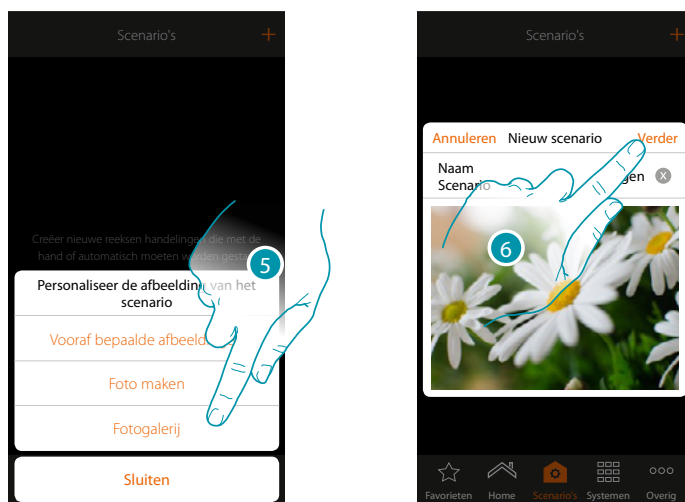 Scenario's
Creëer nieuwe reeksen handelingen die met de
hand of automatisch moeten worden
Personaliseer de afbeelding van het
scenario
Vooraf bepaalde
Foto maken
Fotogalerij
Sluiten
5
Scenario's
Annuleren Nieuw scenario Verder
Naam
Scenario
6
Favorieten Home Scenario's Systemen Overig